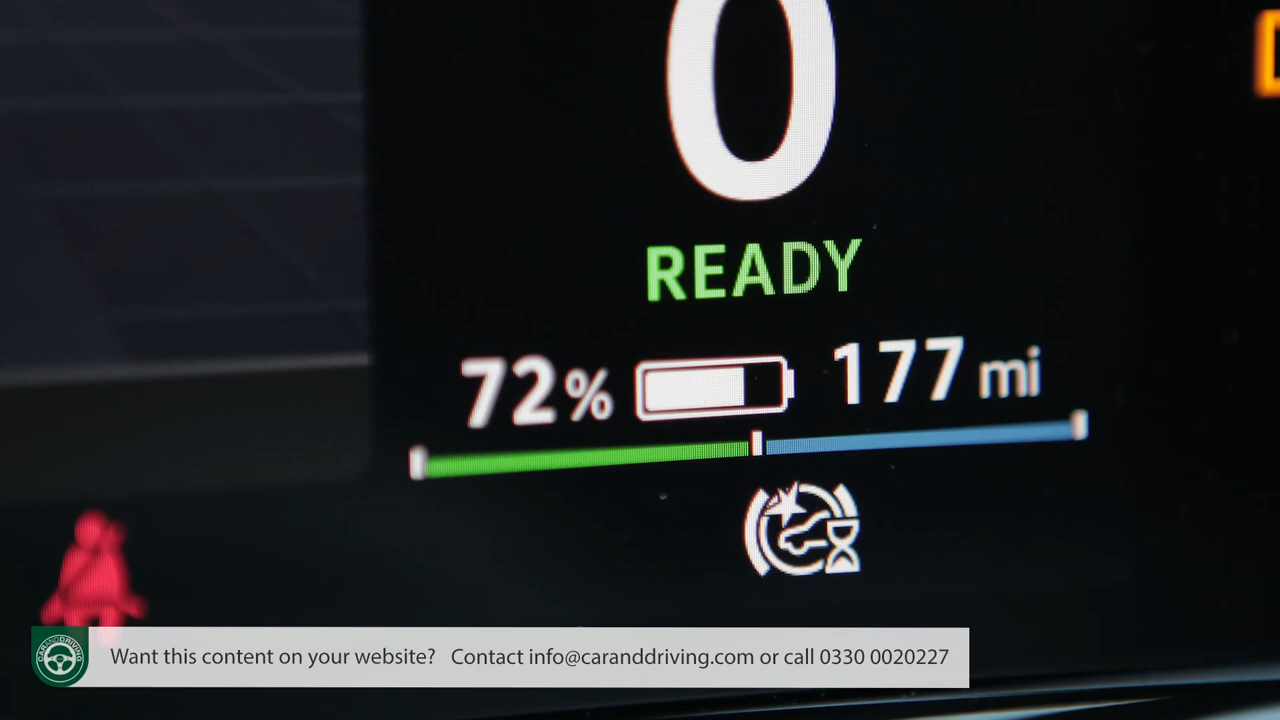 0
READY
72% 177 mi
CARANDDRIVING
Want this content on your website? Contact info@caranddriving.com or call 0330 0020227